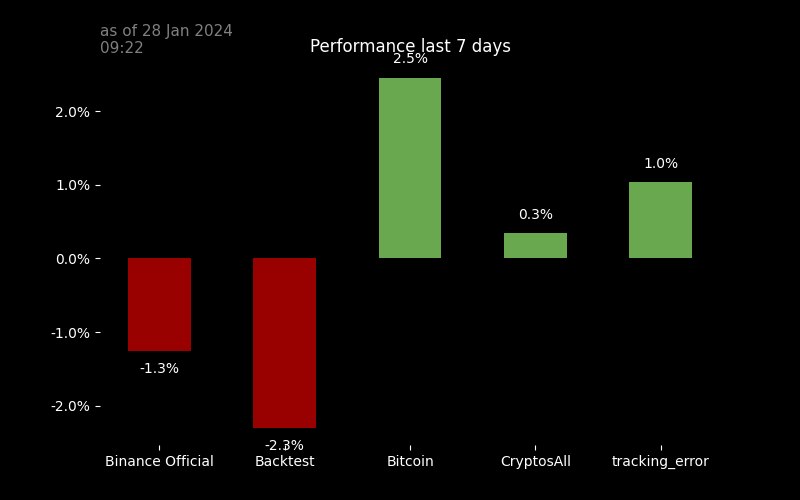 as of 28 Jan 2024
09:22
Performance last 7 days
2.5%
2.0%
1.0%
1.0%
0.3%
0.0%
-1.0%
-1.3%
-2.0%
-2.3%
Binance Official
Backtest
Bitcoin
CryptosAll
tracking_error